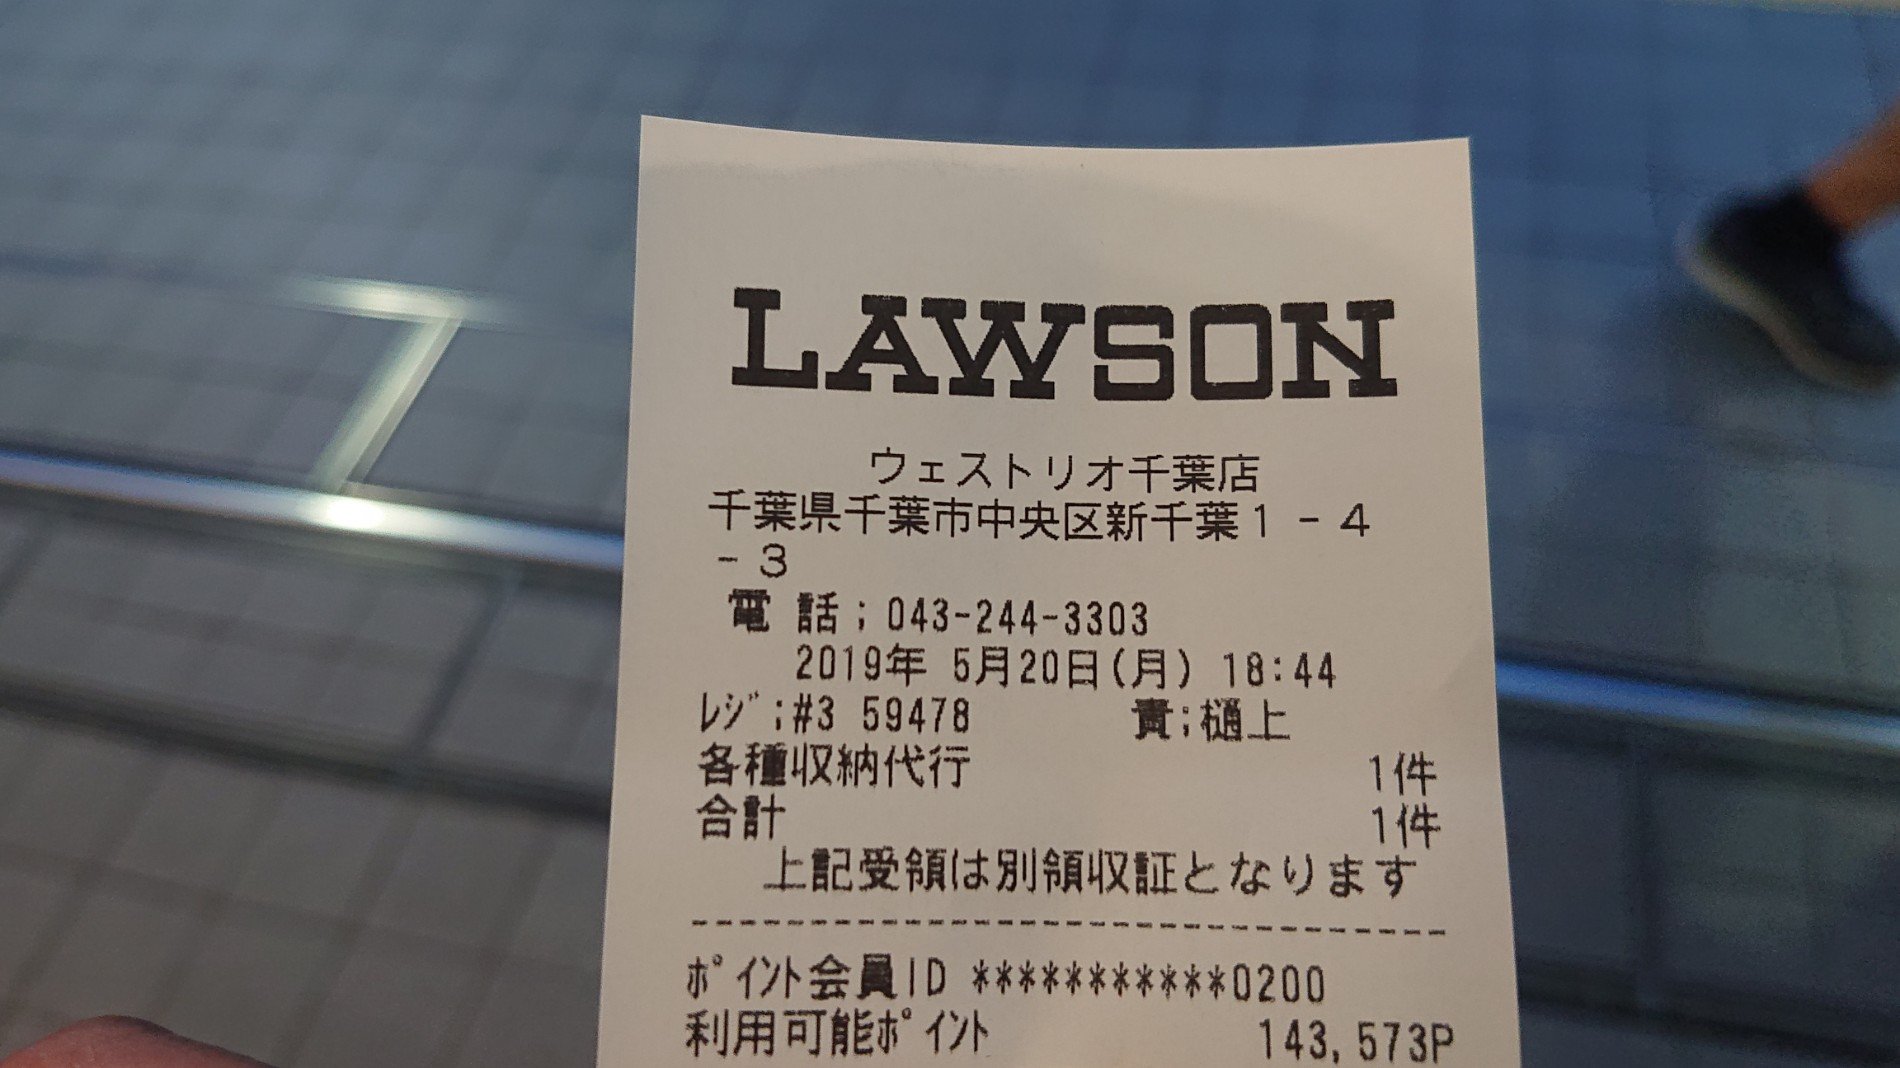 LAWSON
ウェストリオ千葉店
千葉県千葉市中央区新千葉1-4
-3
電話;043-244-3303
2019年 5月20日(月) 18:44
レジ;#3 59478 責;樋上
各種収納代行 1件
合計 1件
上記受領は別領収証となります
ポイント会員ID ***********0200
利用可能ポイント 143,573P